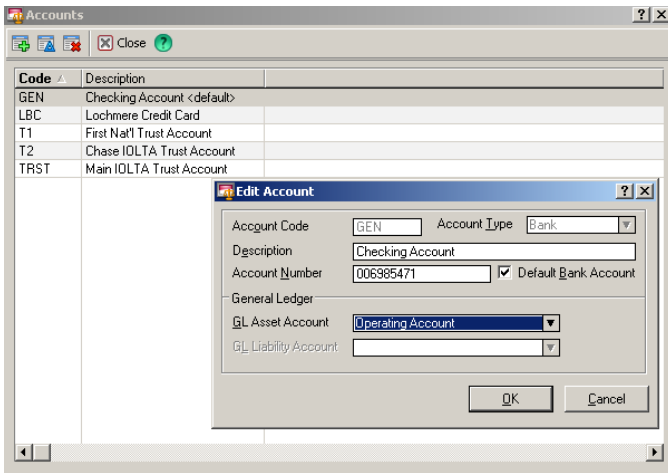 Accounts
Close
Code Description
GEN Checking Account <default>
LBC Lochmere Credit Card
T1 First Nat'l Trust Account
T2 Chase IOLTA Trust Account
TRST Main IOLTA Trust Account
Edit Account
Account Code GEN Account Type Bank
Description Checking Account
Account Number 006985471 Default Bank Account
General Ledger
GL Asset Account Operating Account
GL Liability Account
OK Cancel